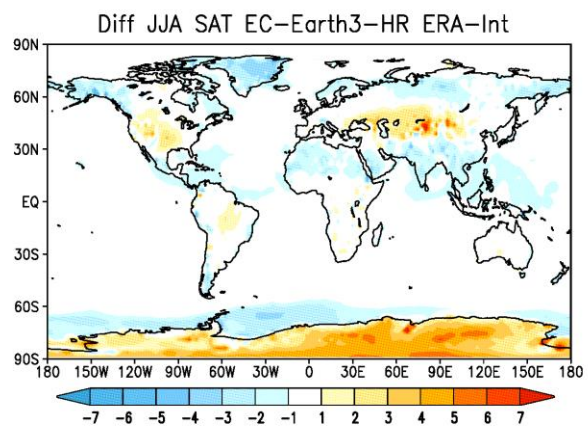 Diff JJA SAT EC-Earth3-HR ERA-Int
90N
60N
30N
EQ
30S
60S
90S
180 150W 120W 90W 60W 30W 0 30E 60E 90E 120E 150E 180
-7 -6 -5 -4 -3 -2 -1 1 2 3 4 5 6 7